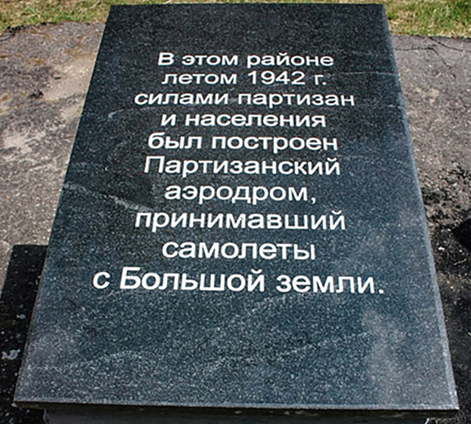 В этом районе
летом 1942 г.
силами партизан
и населения
был построен
Партизанский
аэродром,
принимавший
самолеты
с Большой земли.